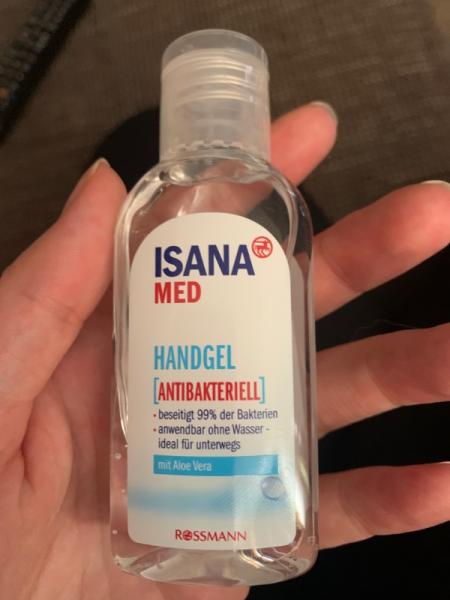 ISANA
MED
HANDGEL
[ANTIBAKTERIELL]
• beseitigt 99% der Bakterien
• anwendbar ohne Wasser -
ideal für unterwegs
mit Aloe Vera
ROSSMANN